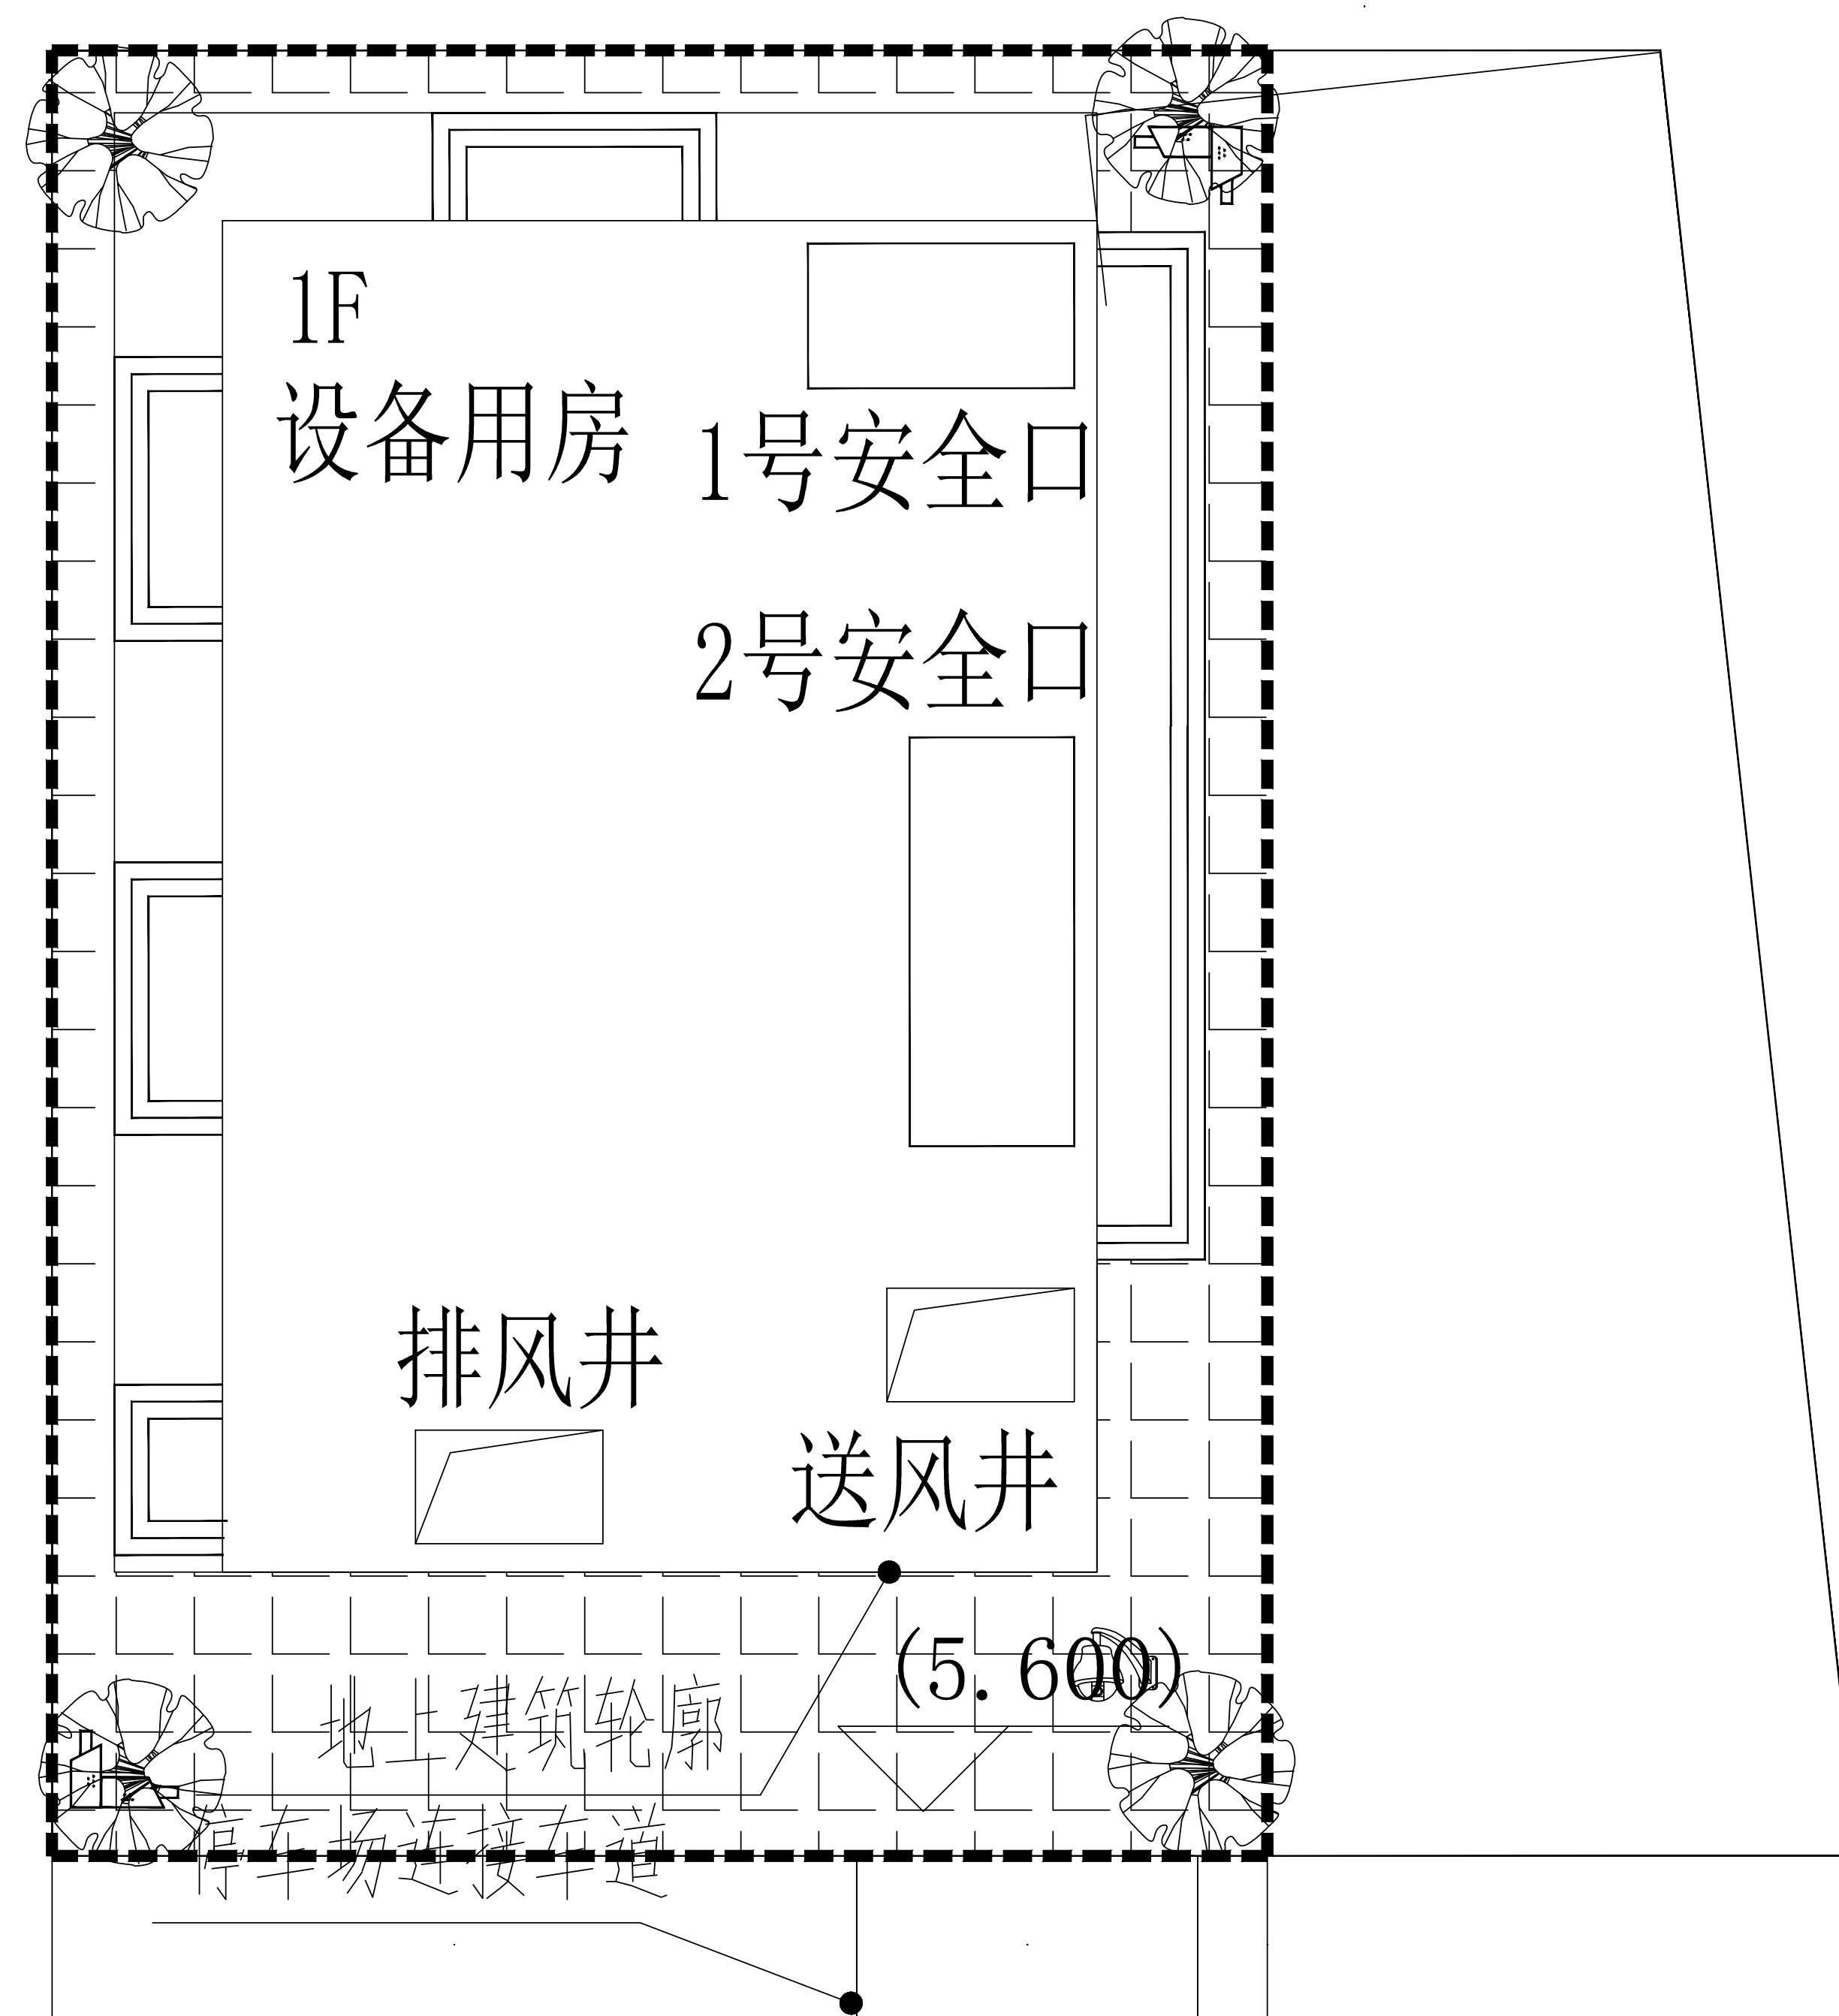 1F
设备用房
1号安全口
2号安全口
排风井
送风井
(5.600)
地上建筑轮廓
停车场连接车道